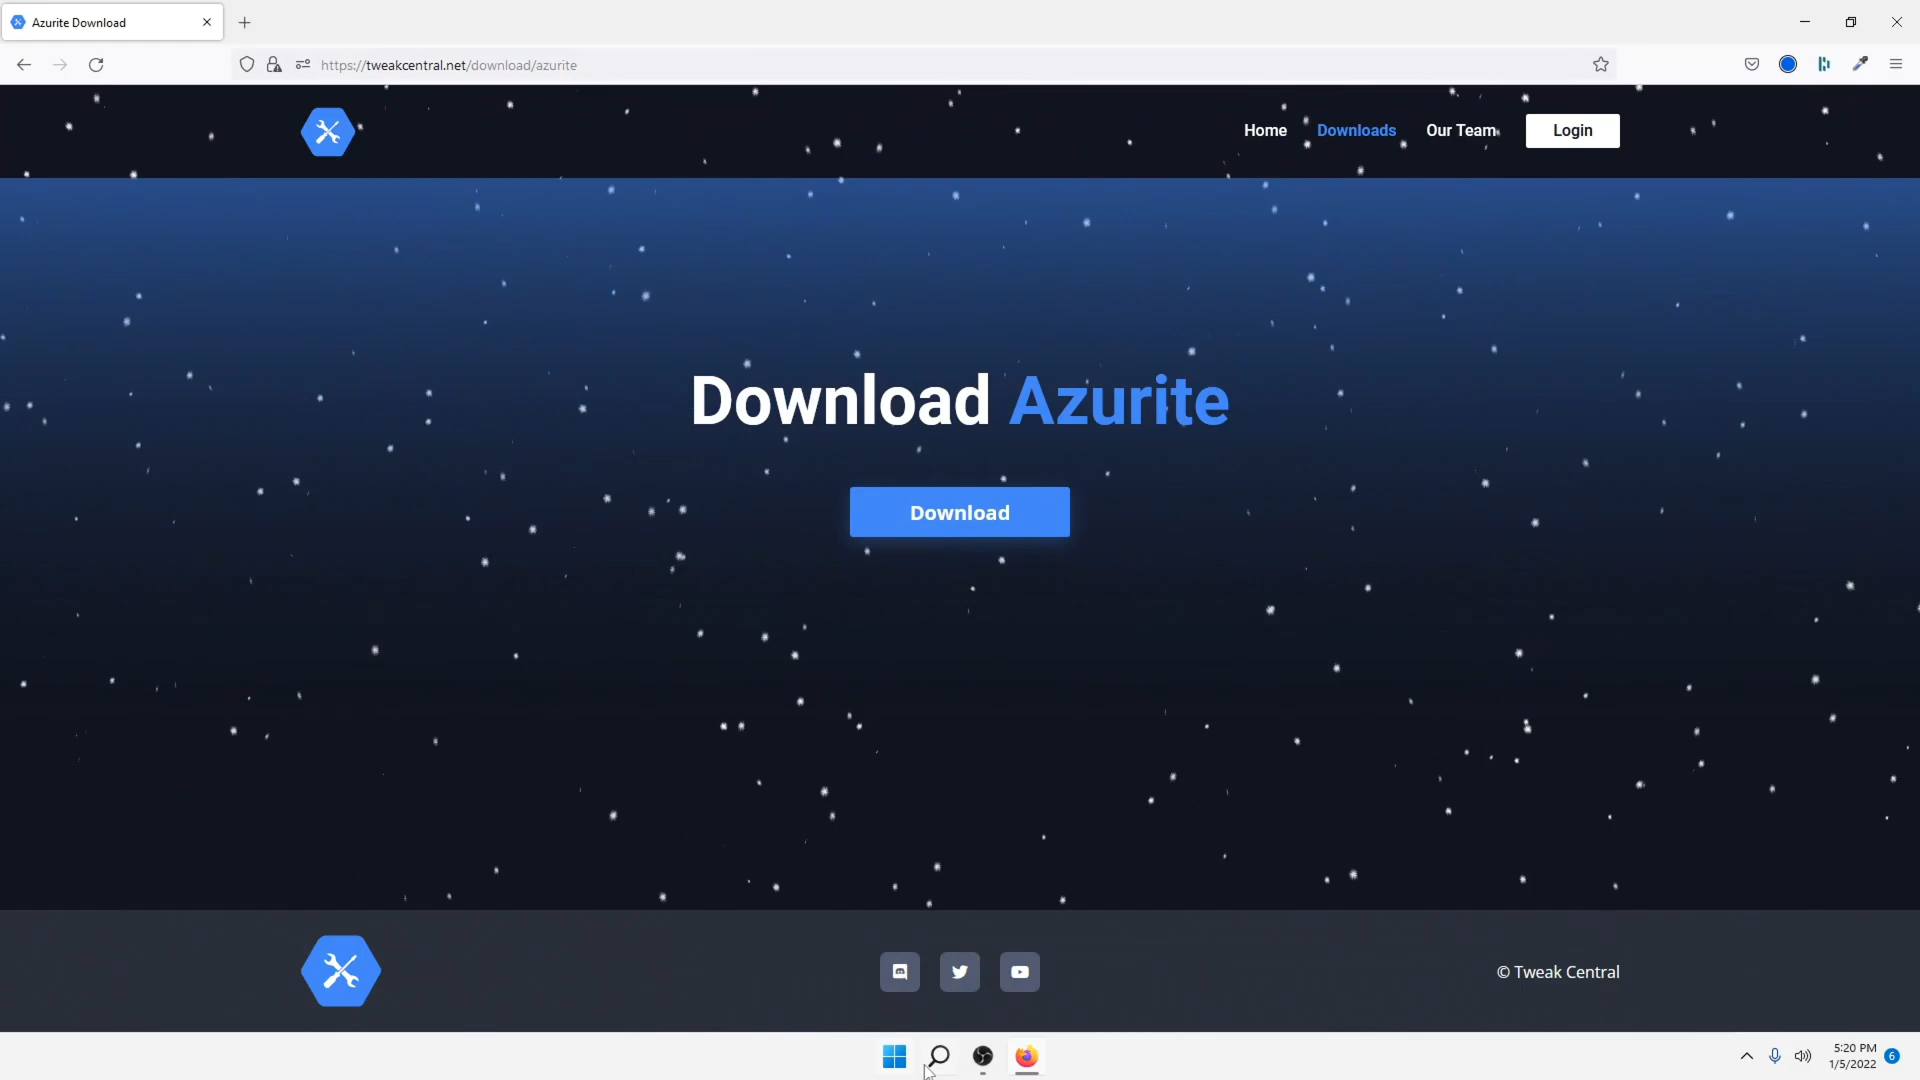 Azurite Download
https://tweakcentral.net/download/azurite
Home Downloads Our Team Login
Download Azurite
Download
© Tweak Central
5:20 PM
1/5/2022 6